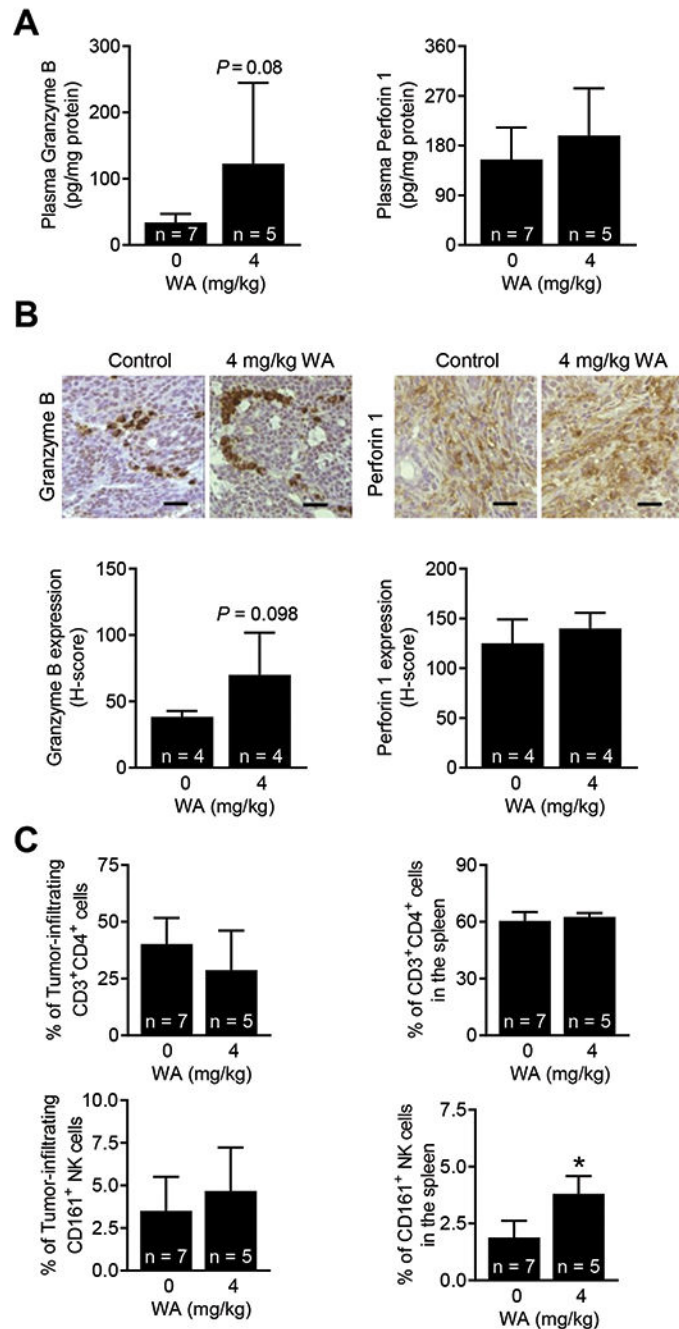 A
Plasma Granzyme B
(pg/mg protein)
300
200
100
0
P = 0.08
n = 7
n = 5
0
4
WA (mg/kg)
Plasma Perforin 1
(pg/mg protein)
360
270
180
90
0
n = 7
n = 5
0
4
WA (mg/kg)
B
Control
4 mg/kg WA
Granzyme B
Control
4 mg/kg WA
Perforin 1
Granzyme B expression
(H-score)
150
100
50
0
P = 0.098
n = 4
n = 4
0
4
WA (mg/kg)
Perforin 1 expression
(H-score)
200
150
100
50
0
n = 4
n = 4
0
4
WA (mg/kg)
C
% of Tumor-infiltrating
CD3+CD4+ cells
75
50
25
0
n = 7
n = 5
0
4
WA (mg/kg)
% of CD3+CD4+ cells
in the spleen
90
60
30
0
n = 7
n = 5
0
4
WA (mg/kg)
% of Tumor-infiltrating
CD161+ NK cells
10.0
7.5
5.0
2.5
0.0
n = 7
n = 5
0
4
WA (mg/kg)
% of CD161+ NK cells
in the spleen
7.5
5.0
2.5
0.0
*
n = 7
n = 5
0
4
WA (mg/kg)